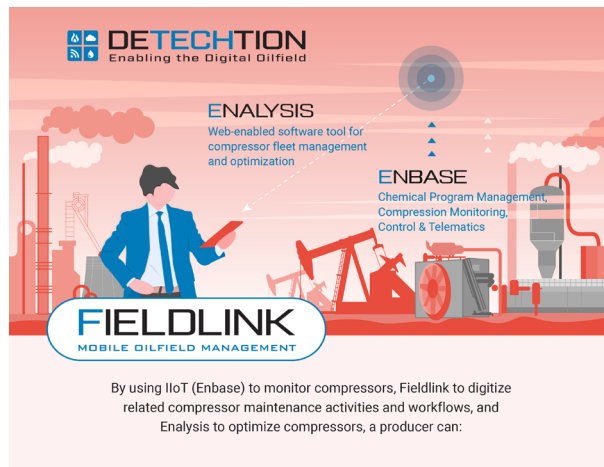 DETECHTION
Enabling the Digital Oilfield
ENALYSIS
Web-enabled software tool for
compressor fleet management
and optimization
ENBASE
Chemical Program Management,
Compression Monitoring,
Control & Telematics
FIELDLINK
MOBILE OILFIELD MANAGEMENT
By using IIoT (Enbase) to monitor compressors, Fieldlink to digitize
related compressor maintenance activities and workflows, and
Enalysis to optimize compressors, a producer can: